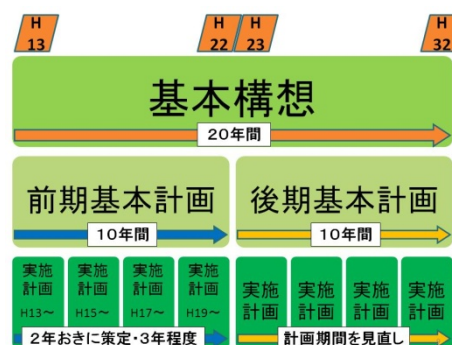 H
13
H
22
H
23
H
32
基本構想
20年間
前期基本計画
10年間
後期基本計画
10年間
実施
計画
H13～
実施
計画
H15～
実施
計画
H17～
実施
計画
H19～
実施
計画
実施
計画
実施
計画
実施
計画
2年おきに策定・3年程度
計画期間を見直し